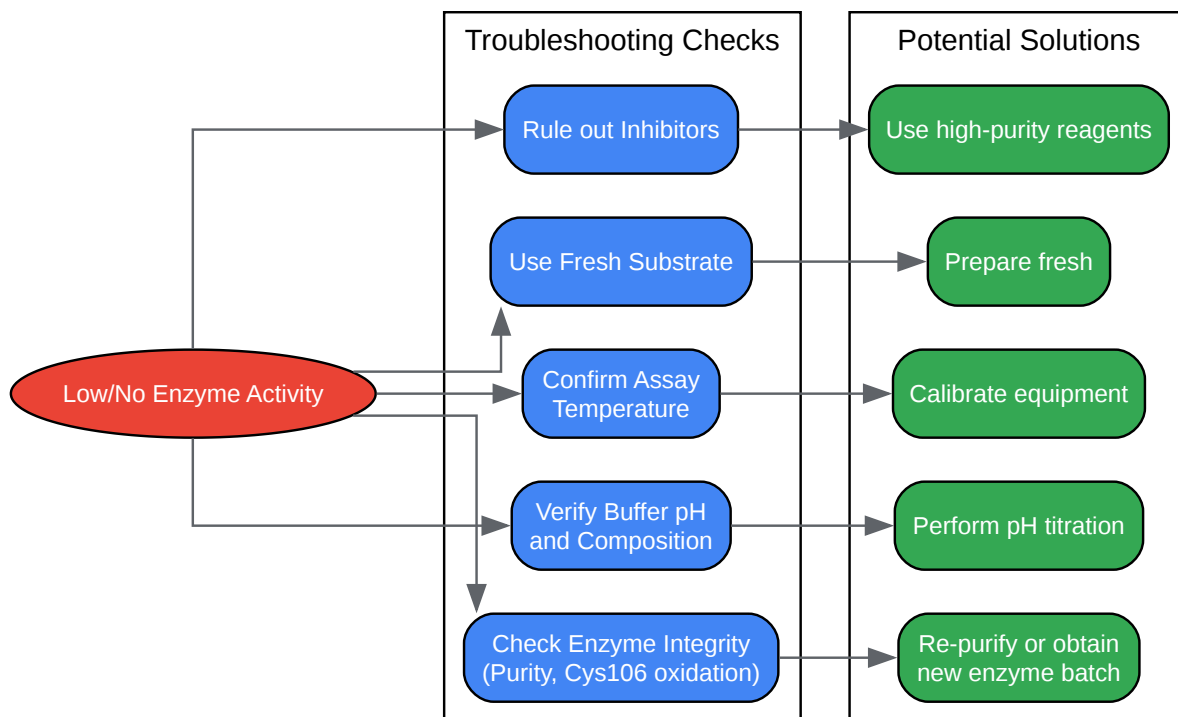 Troubleshooting Checks
Potential Solutions
Rule out Inhibitors
Use high-purity reagents
Use Fresh Substrate
Prepare fresh
Low/No Enzyme Activity
Confirm Assay
Temperature
Calibrate equipment
Verify Buffer pH
and Composition
Perform pH titration
Check Enzyme Integrity
(Purity, Cys106 oxidation)
Re-purify or obtain
new enzyme batch